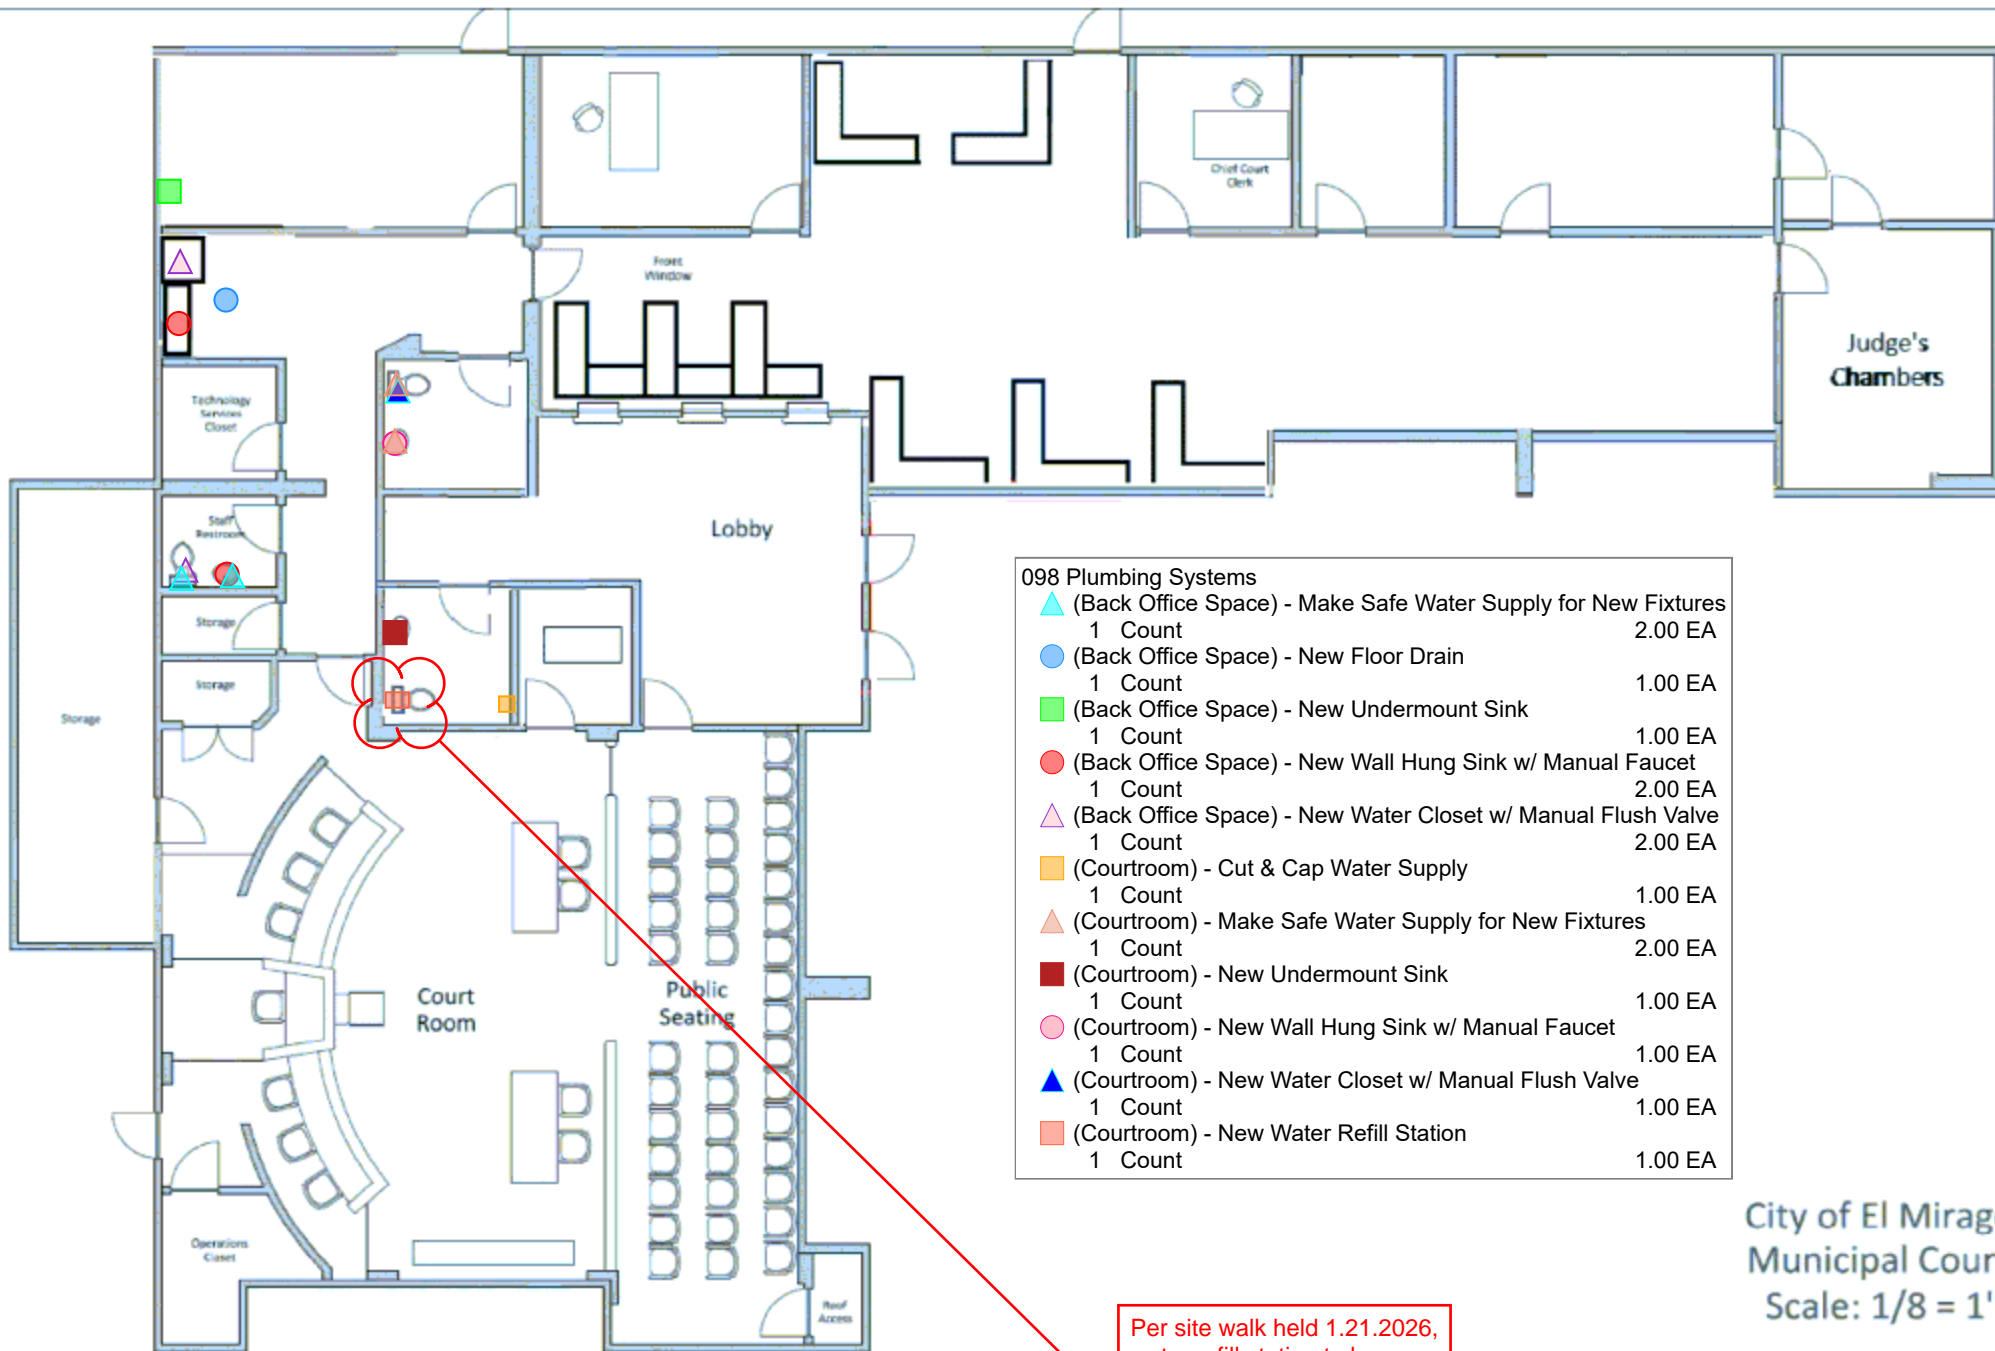 Chief Court
Clerk
Front
Window
Judge's
Chambers
Technology
Services
Closet
Lobby
Staff
Restroom
Storage
Storage
Storage
098 Plumbing Systems
(Back Office Space) - Make Safe Water Supply for New Fixtures
1 Count 2.00 EA
(Back Office Space) - New Floor Drain
1 Count 1.00 EA
(Back Office Space) - New Undermount Sink
1 Count 1.00 EA
(Back Office Space) - New Wall Hung Sink w/ Manual Faucet
1 Count 2.00 EA
(Back Office Space) - New Water Closet w/ Manual Flush Valve
1 Count 2.00 EA
(Courtroom) - Cut & Cap Water Supply
1 Count 1.00 EA
(Courtroom) - Make Safe Water Supply for New Fixtures
1 Count 2.00 EA
(Courtroom) - New Undermount Sink
1 Count 1.00 EA
(Courtroom) - New Wall Hung Sink w/ Manual Faucet
1 Count 1.00 EA
(Courtroom) - New Water Closet w/ Manual Flush Valve
1 Count 1.00 EA
(Courtroom) - New Water Refill Station
1 Count 1.00 EA
Court
Room
Public
Seating
Operations
Closet
Roof
Access
City of El Mirag
Municipal Cour
Scale: 1/8 = 1'
Per site walk held 1.21.2026,